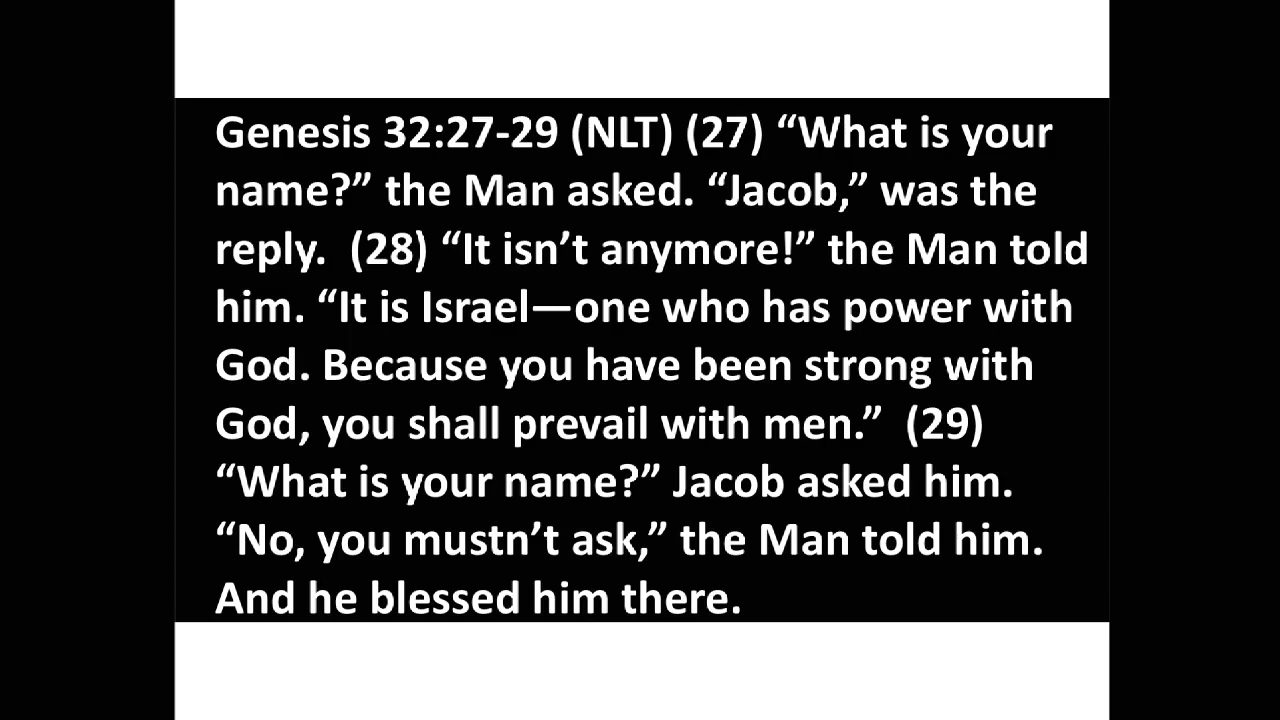 Genesis 32:27-29 (NLT) (27) “What is your
name?” the Man asked. “Jacob,” was the
reply.  (28) “It isn’t anymore!” the Man told
him. “It is Israel—one who has power with
God. Because you have been strong with
God, you shall prevail with men.”  (29)
“What is your name?” Jacob asked him.
“No, you mustn’t ask,” the Man told him.
And he blessed him there.